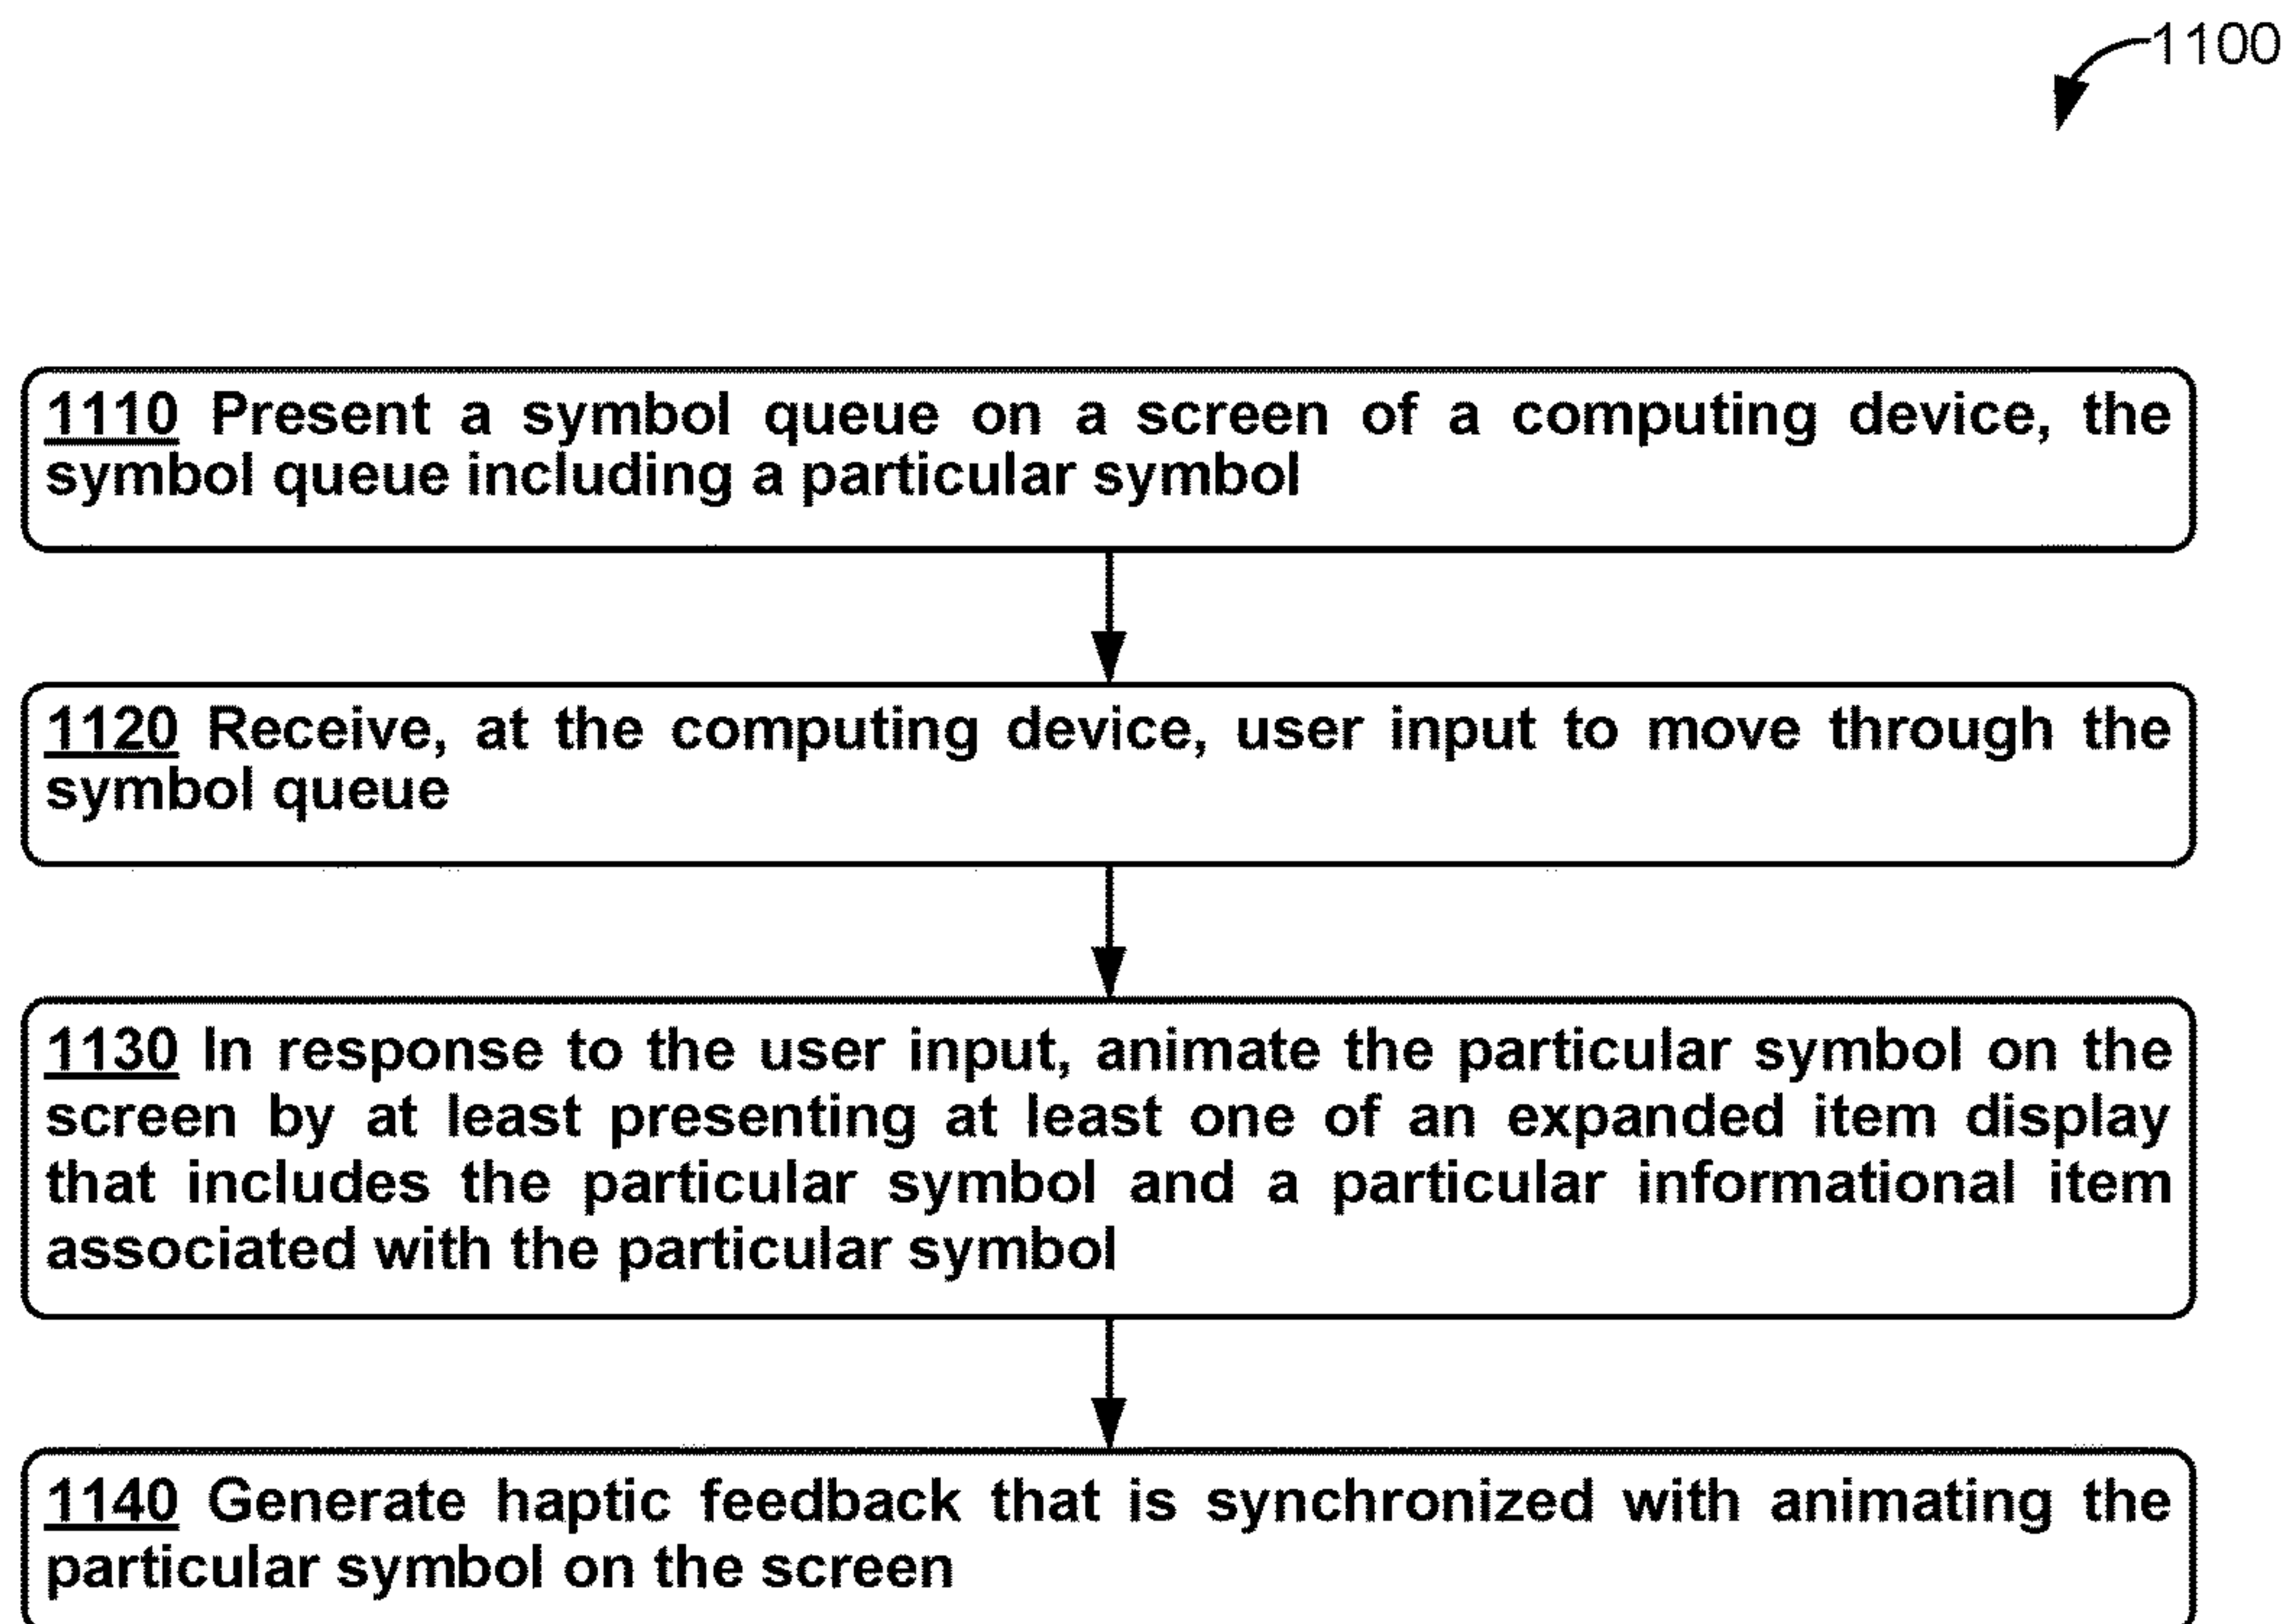 1100
1110 Present a symbol queue on a screen of a computing device, the
symbol queue including a particular symbol
1120 Receive, at the computing device, user input to move through the
symbol queue
1130 In response to the user input, animate the particular symbol on the
screen by at least presenting at least one of an expanded item display
that includes the particular symbol and a particular informational item
associated with the particular symbol
1140 Generate haptic feedback that is synchronized with animating the
particular symbol on the screen